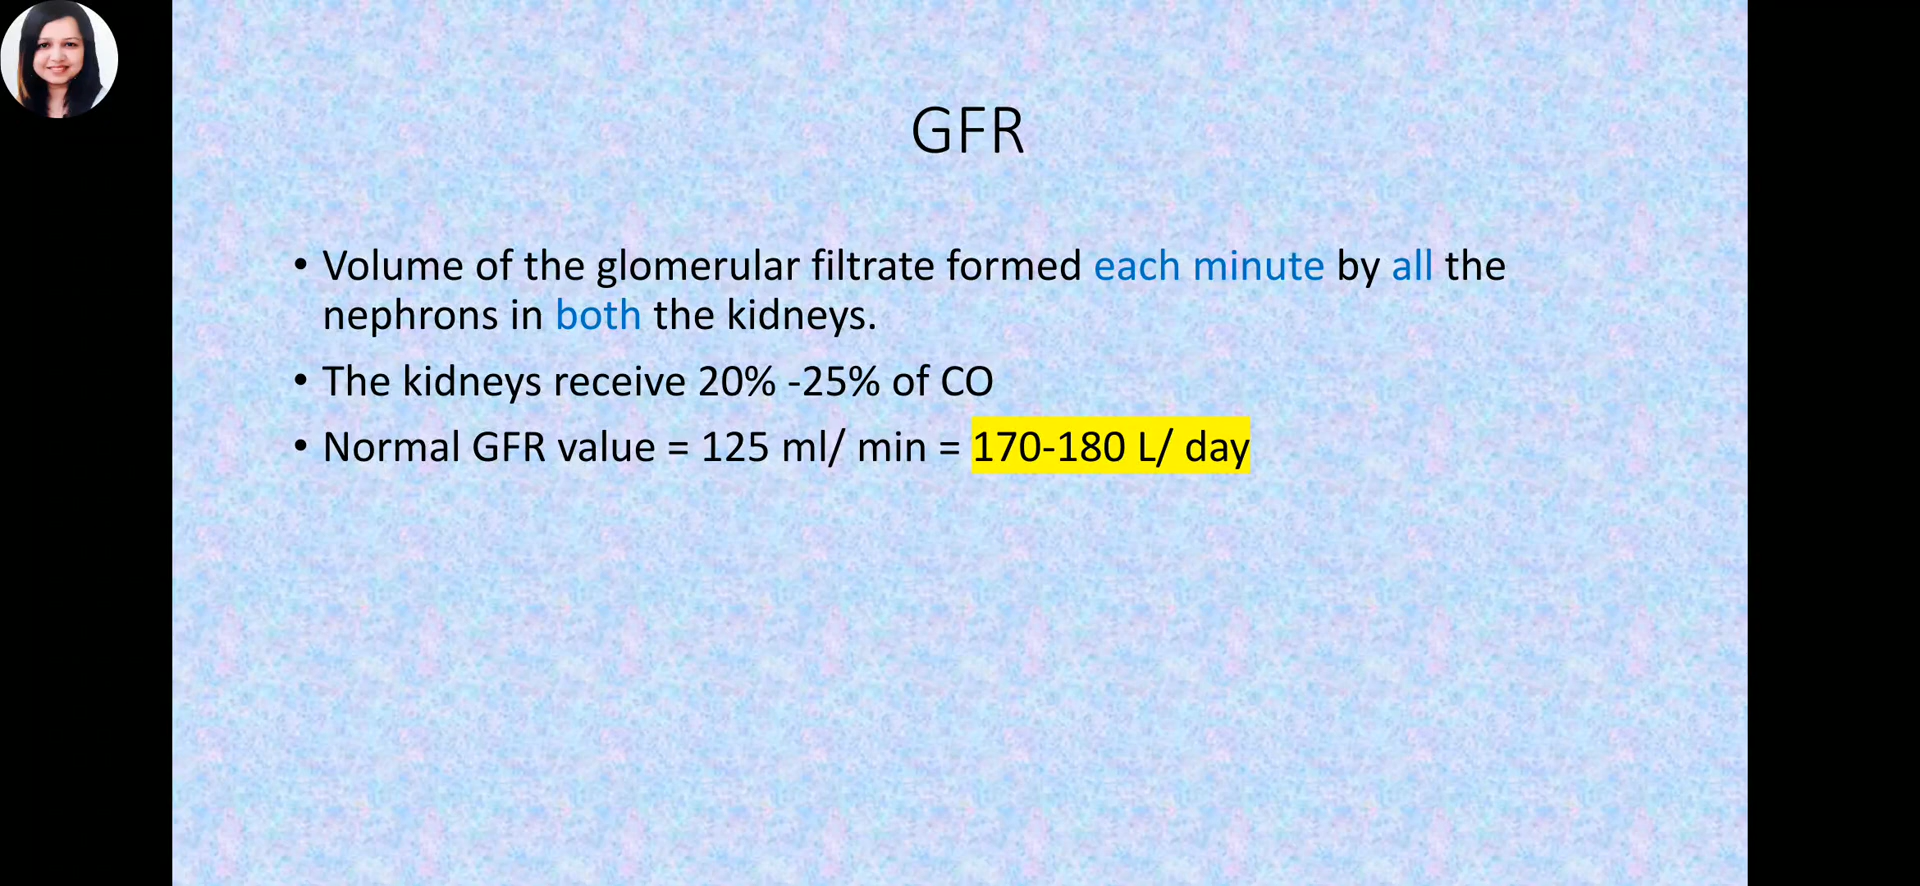 GFR
• Volume of the glomerular filtrate formed each minute by all the
nephrons in both the kidneys.
• The kidneys receive 20% -25% of CO
• Normal GFR value = 125 ml/ min = 170-180 L/ day